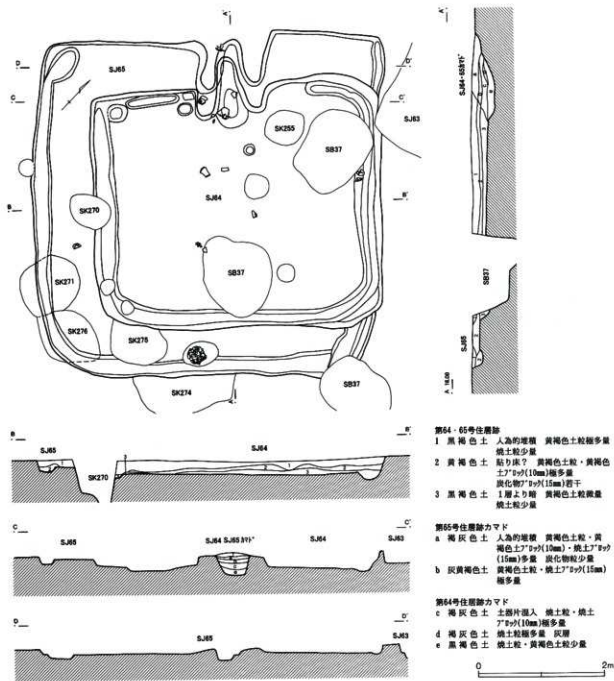 A'
SJ65
D
D'
C
C'
SJ63
SK255
SB37
SJ64
B
B'
SK270
SB37
SK271
SK276
SK275
SK274
SB37
A
SJ64・65カマド
SB37
SJ65
A
B
B'
SJ65
SJ64
SK270
C
C'
SJ65
SJ64
SJ65カマド
SJ64
SJ63
D
D'
SJ65
SJ63
第64・65号住居跡
1 黒褐色土 人為的堆積 黄褐色土粒極多量
焼土粒少量
2 黄褐色土 貼り床? 黄褐色土粒・黄褐色
土ブロック(10mm)極多量
炭化物ブロック(15mm)若干
3 黒褐色土 1層より暗 黄褐色土粒微量
焼土粒少量
第65号住居跡カマド
a 褐灰色土 人為的堆積 黄褐色土粒・黄
褐色土ブロック(10mm)・焼土ブロック
(15mm)多量 炭化物粒少量
b 灰黄褐色土 黄褐色土粒・焼土ブロック(15mm)
極多量
第64号住居跡カマド
c 褐灰色土 土器片混入 焼土粒・焼土
ブロック(10mm)極多量
d 褐灰色土 焼土粒極多量 灰層
e 黒褐色土 焼土粒・黄褐色土粒少量
0 2m